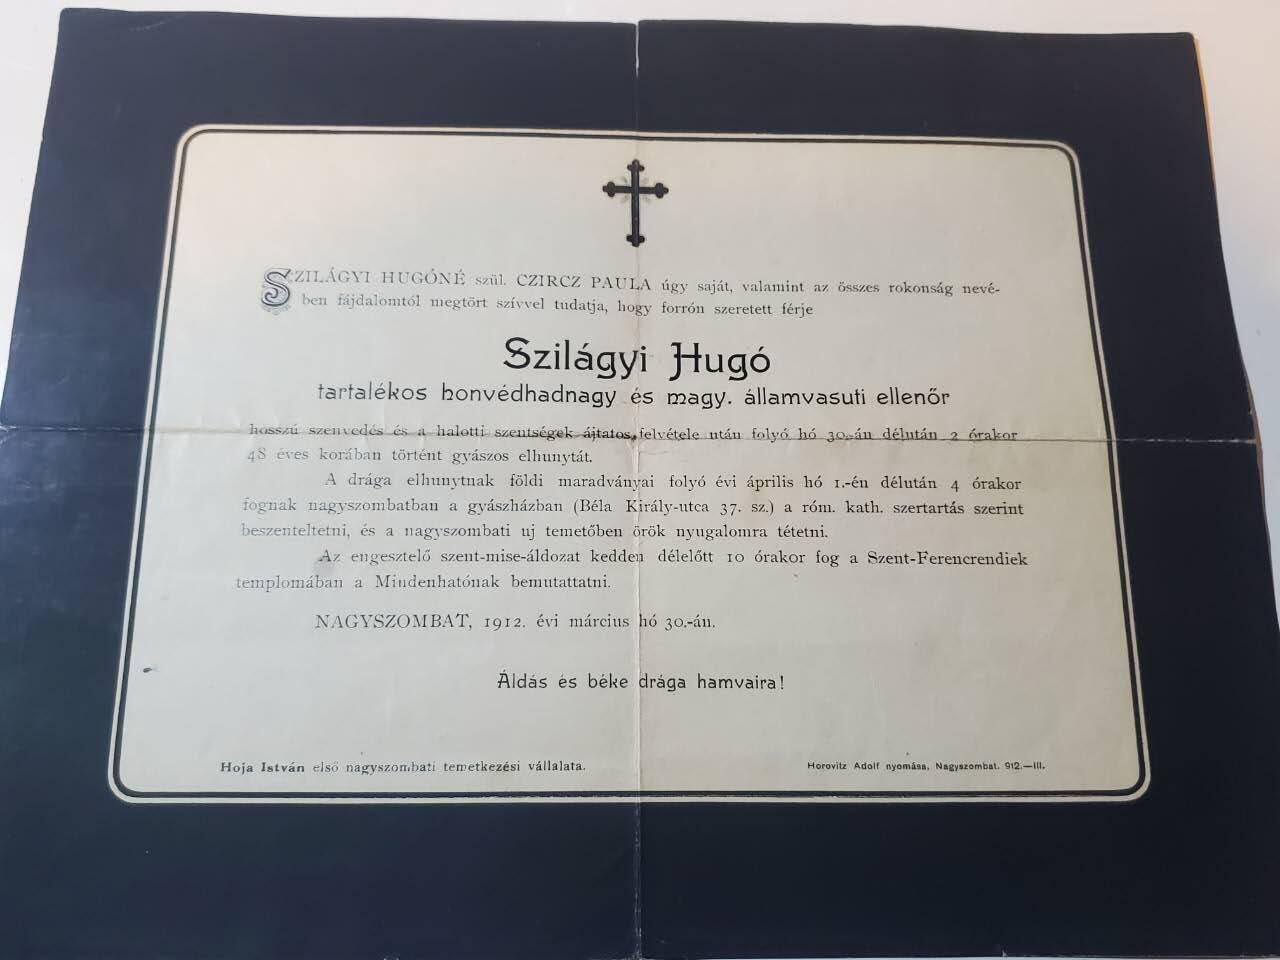 SZILÁGYI HUGÓNÉ szül. CZIRCZ PAULA úgy saját, valamint az összes rokonság nevé-
ben fájdalomtól megtört szívvel tudatja, hogy forrón szeretett férje
Szilágyi Hugó
tartalékos honvédhadnagy és magy. államvasuti ellenőr
hosszú szenvedés és a halotti szentségek ájtatos felvétele után folyó hó 30.-án délután 2 órakor
48 éves korában történt gyászos elhunytát.
A drága elhunytnak földi maradványai folyó évi április hó 1.-én délután 4 órakor
fognak nagyszombatban a gyászházban (Béla Király-utca 37. sz.) a róm. kath. szertartás szerint
beszenteltetni, és a nagyszombati uj temetőben örök nyugalomra tétetni.
Az engesztelő szent-mise-áldozat kedden délelőtt 10 órakor fog a Szent-Ferencrendiek
templomában a Mindenhatónak bemutattatni.
NAGYSZOMBAT, 1912. évi március hó 30.-án.
Áldás és béke drága hamvaira!
Hoja István első nagyszombati temetkezési vállalata.
Horovitz Adolf nyomása, Nagyszombat. 912.—III.